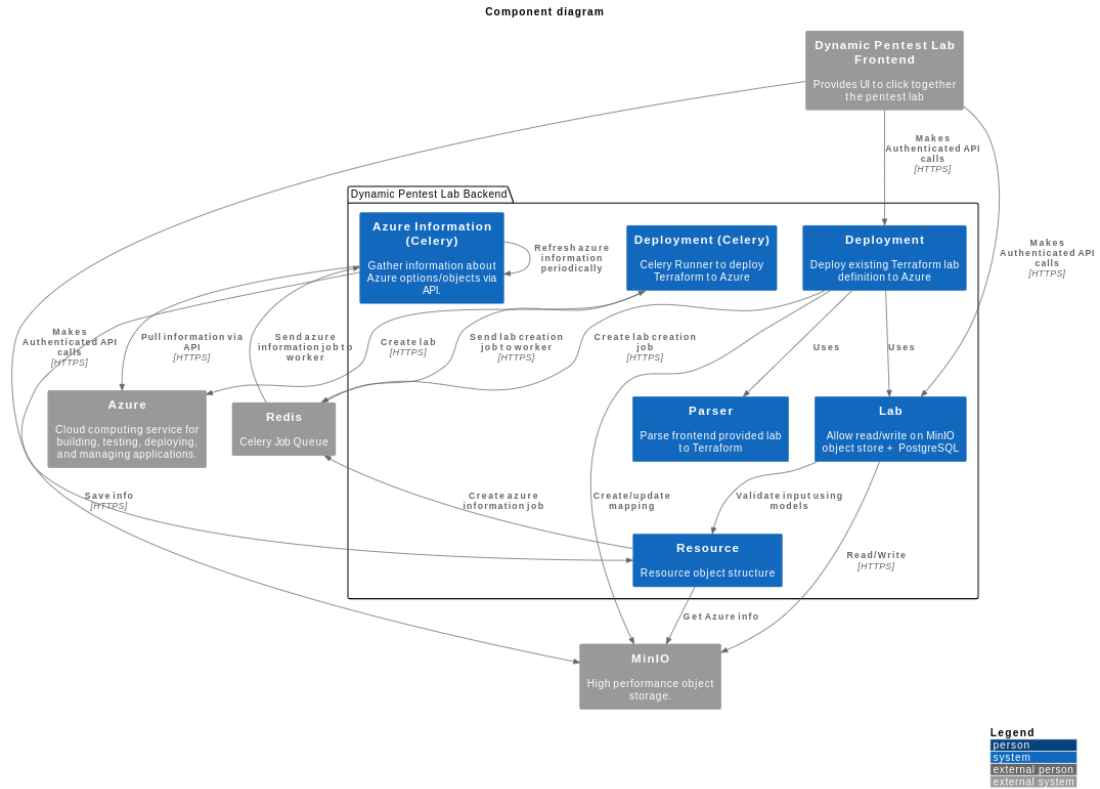 Component diagram
Dynamic Pentest Lab
Frontend
Provides UI to click together
the pentest lab
Makes
Authenticated API
calls
[HTTPS]
Dynamic Pentest Lab Backend
Azure Information
(Celery)
Gather information about
Azure options/objects via
API.
Refresh azure
information
periodically
Deployment (Celery)
Celery Runner to deploy
Terraform to Azure
Deployment
Deploy existing Terraform lab
definition to Azure
Makes
Authenticated API
calls
[HTTPS]
Makes
Authenticated API
calls
[HTTPS]
Pull information via
API
[HTTPS]
Send azure
information job to
worker
Create lab
[HTTPS]
Send lab creation
job to worker
[HTTPS]
Create lab creation
job
[HTTPS]
Uses
Uses
Azure
Cloud computing service for
building, testing, deploying,
and managing applications.
Redis
Celery Job Queue
Parser
Parse frontend provided lab
to Terraform
Lab
Allow read/write on MinIO
object store + PostgreSQL
Save info
[HTTPS]
Create azure
information job
Create/update
mapping
Validate input using
models
Resource
Resource object structure
Read/Write
[HTTPS]
Get Azure info
MinIO
High performance object
storage.
Legend
person
system
external person
external system